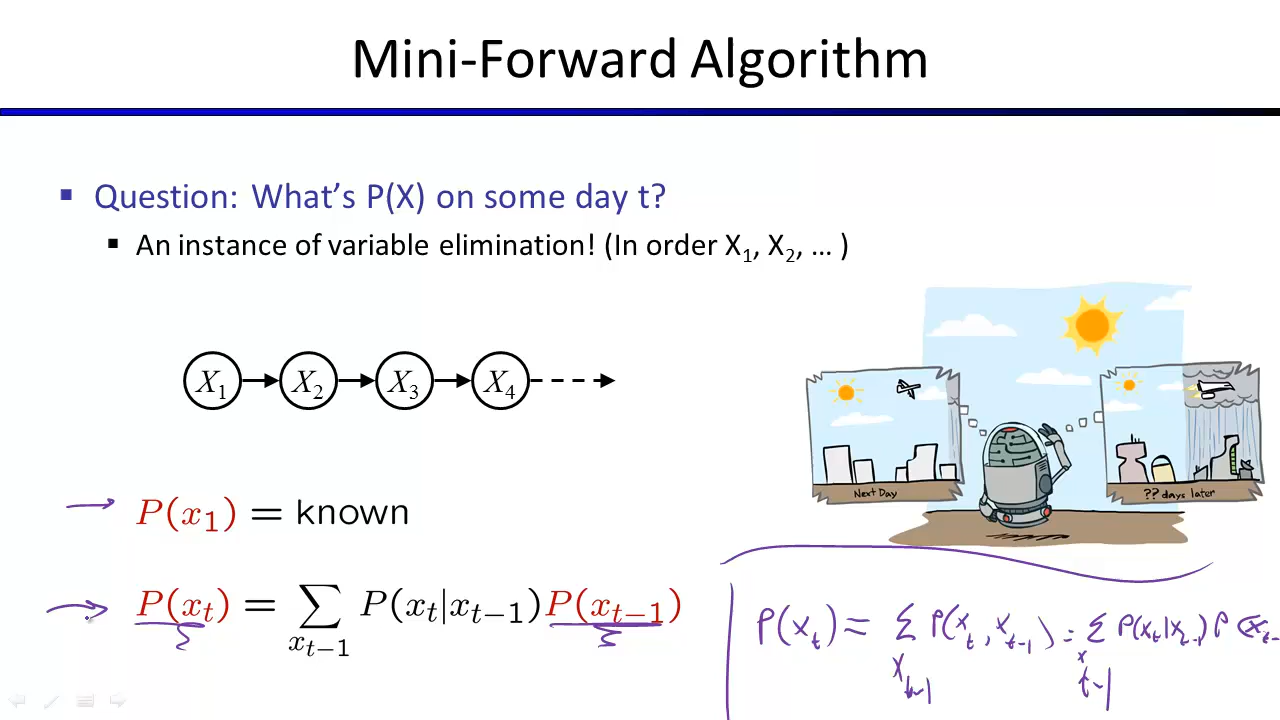 Mini-Forward Algorithm
▪ Question: What's P(X) on some day t?
▪ An instance of variable elimination! (In order X₁, X₂, … )
X₁ X₂ X₃ X₄
Next Day
?? days later
P(x₁) = known
P(xₜ) = ∑ₓₜ₋₁ P(xₜ|xₜ₋₁)P(xₜ₋₁)
P(xₜ) = ∑ₓₜ₋₁ P(xₜ, xₜ₋₁) = ∑ₓₜ₋₁ P(xₜ|xₜ₋₁) P(xₜ₋